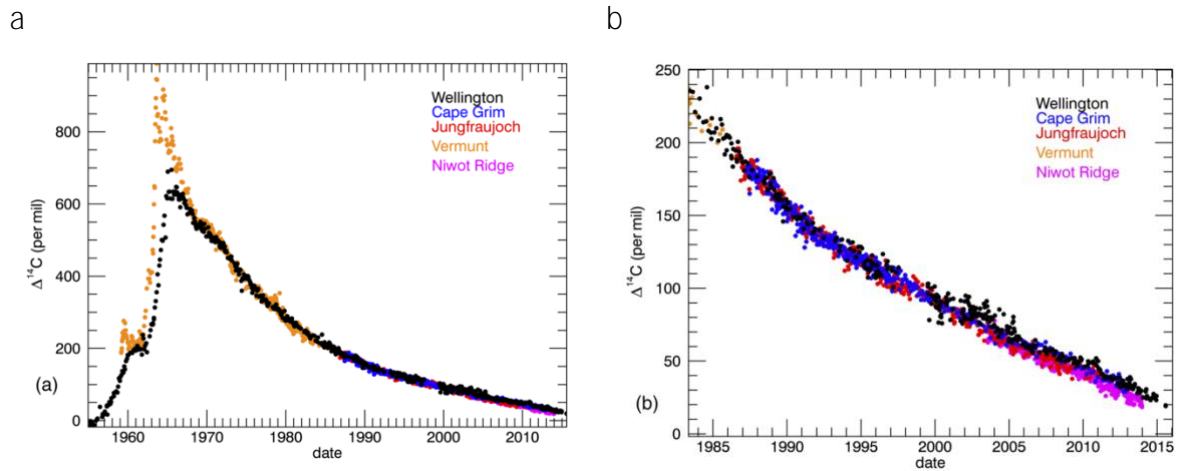 a
b
800
600
400
200
0
Δ¹⁴C (per mil)
Wellington
Cape Grim
Jungfraujoch
Vermunt
Niwot Ridge
(a)
1960 1970 1980 1990 2000 2010
date
250
200
150
100
50
0
Δ¹⁴C (per mil)
Wellington
Cape Grim
Jungfraujoch
Vermunt
Niwot Ridge
(b)
1985 1990 1995 2000 2005 2010 2015
date